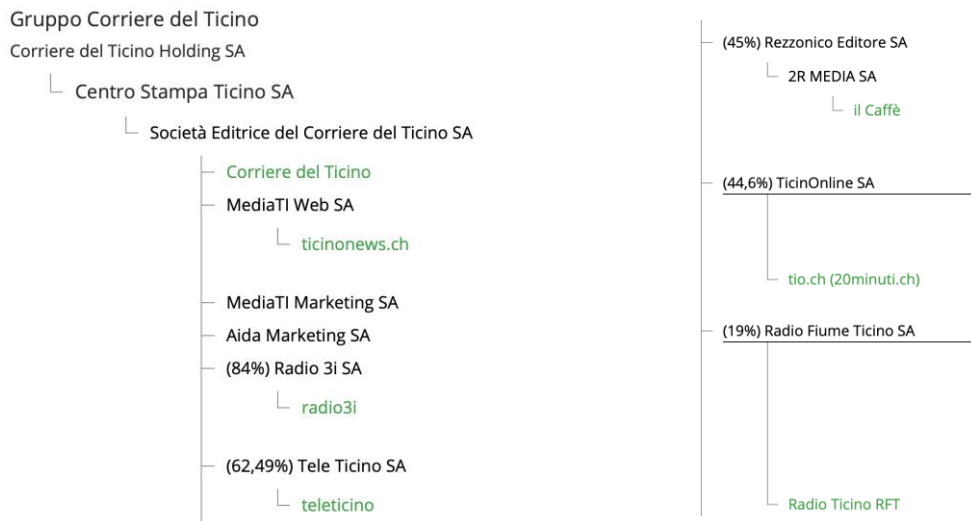 Gruppo Corriere del Ticino
Corriere del Ticino Holding SA
Centro Stampa Ticino SA
Società Editrice del Corriere del Ticino SA
Corriere del Ticino
MediaTI Web SA
ticinonews.ch
MediaTI Marketing SA
Aida Marketing SA
(84%) Radio 3i SA
radio3i
(62,49%) Tele Ticino SA
teleticino
(45%) Rezzonico Editore SA
2R MEDIA SA
il Caffè
(44,6%) TicinOnline SA
tio.ch (20minuti.ch)
(19%) Radio Fiume Ticino SA
Radio Ticino RFT